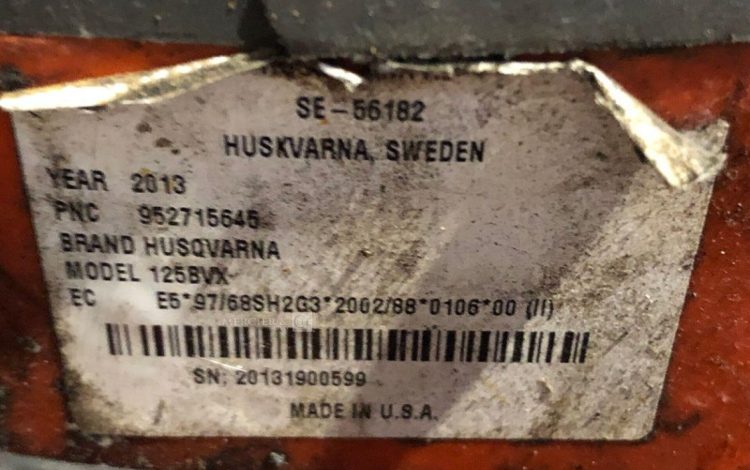 SE-56182
HUSKVARNA, SWEDEN
YEAR 2013
PNC 952715645
BRAND HUSQVARNA
MODEL 125BVX
EC E5*97/68SH2G3*2002/88*0106*00 (II)
SN: 20131900599
MADE IN U.S.A.